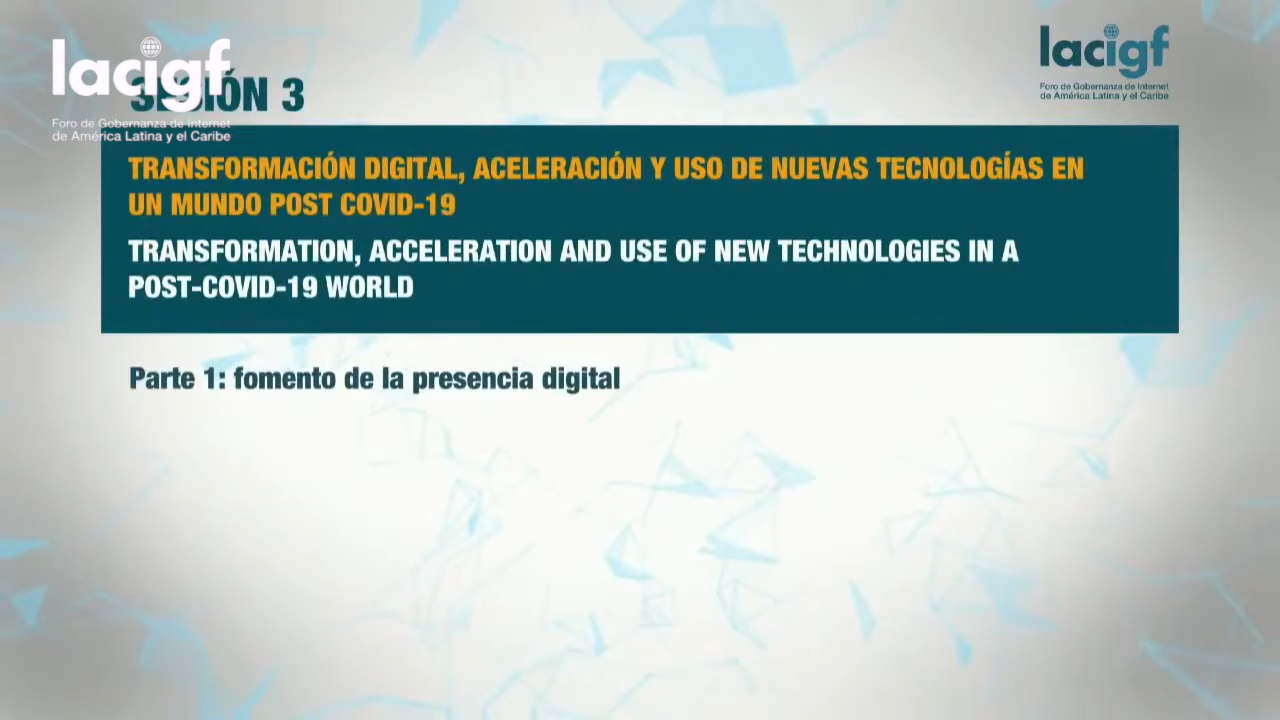 lacigf
Foro de Gobernanza de Internet
de América Latina y el Caribe
SESIÓN 3
lacigf
Foro de Gobernanza de Internet
de América Latina y el Caribe
TRANSFORMACIÓN DIGITAL, ACELERACIÓN Y USO DE NUEVAS TECNOLOGÍAS EN
UN MUNDO POST COVID-19
TRANSFORMATION, ACCELERATION AND USE OF NEW TECHNOLOGIES IN A
POST-COVID-19 WORLD
Parte 1: fomento de la presencia digital